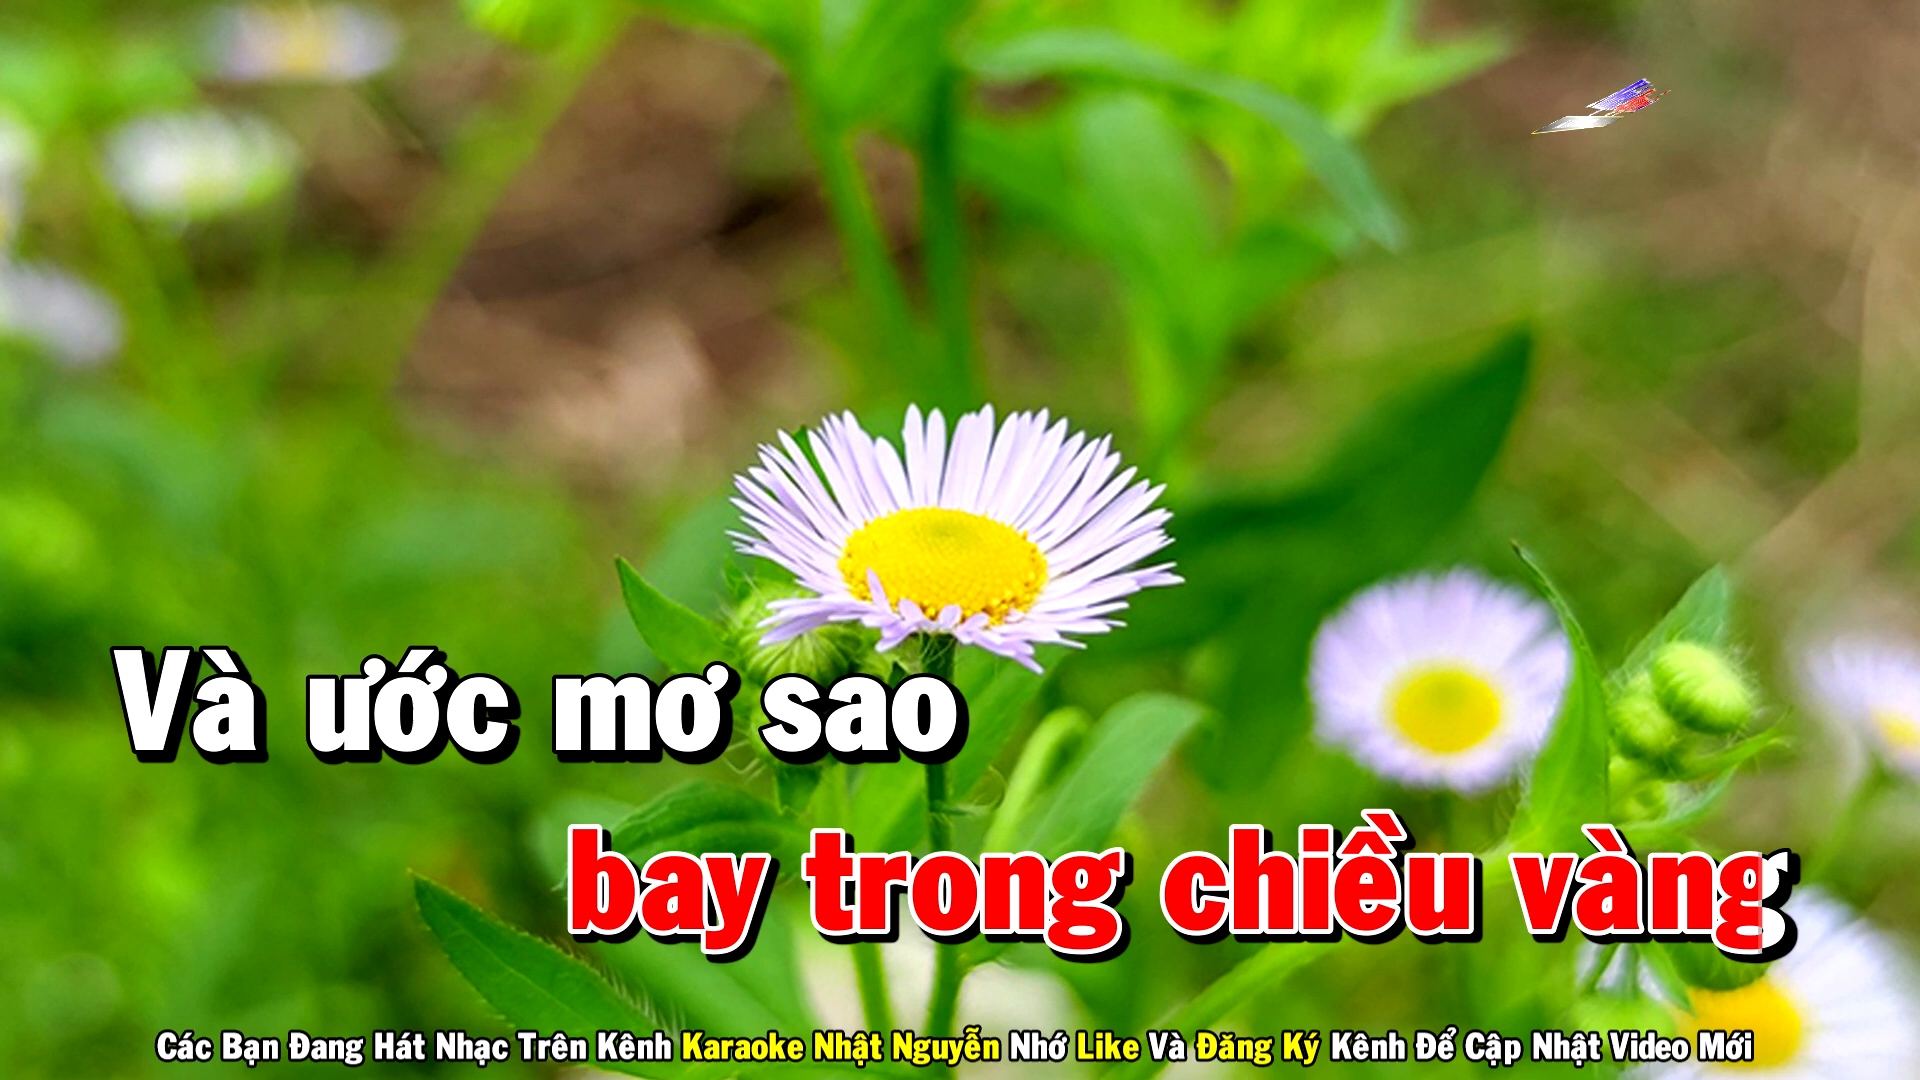 Và ước mơ sao
bay trong chiều vàng
Các Bạn Đang Hát Nhạc Trên Kênh Karaoke Nhật Nguyễn Nhớ Like Và Đăng Ký Kênh Để Cập Nhật Video Mới